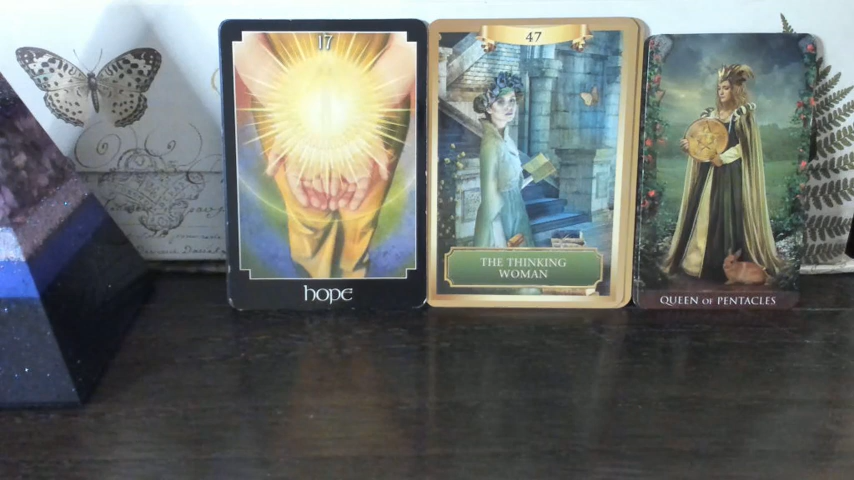 17
hope
47
THE THINKING
WOMAN
QUEEN OF PENTACLES